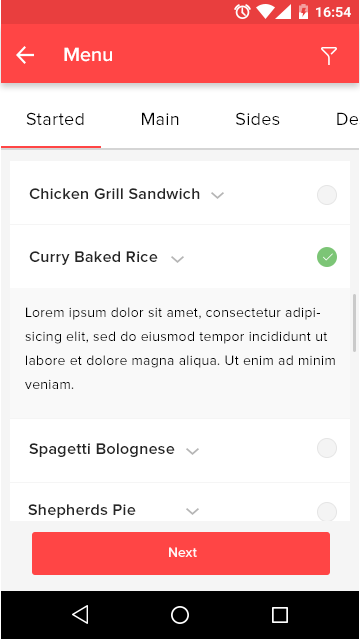 16:54
Menu
Started Main Sides De
Chicken Grill Sandwich
Curry Baked Rice
Lorem ipsum dolor sit amet, consectetur adipi-
sicing elit, sed do eiusmod tempor incididunt ut
labore et dolore magna aliqua. Ut enim ad minim
veniam.
Spagetti Bolognese
Shepherds Pie
Next